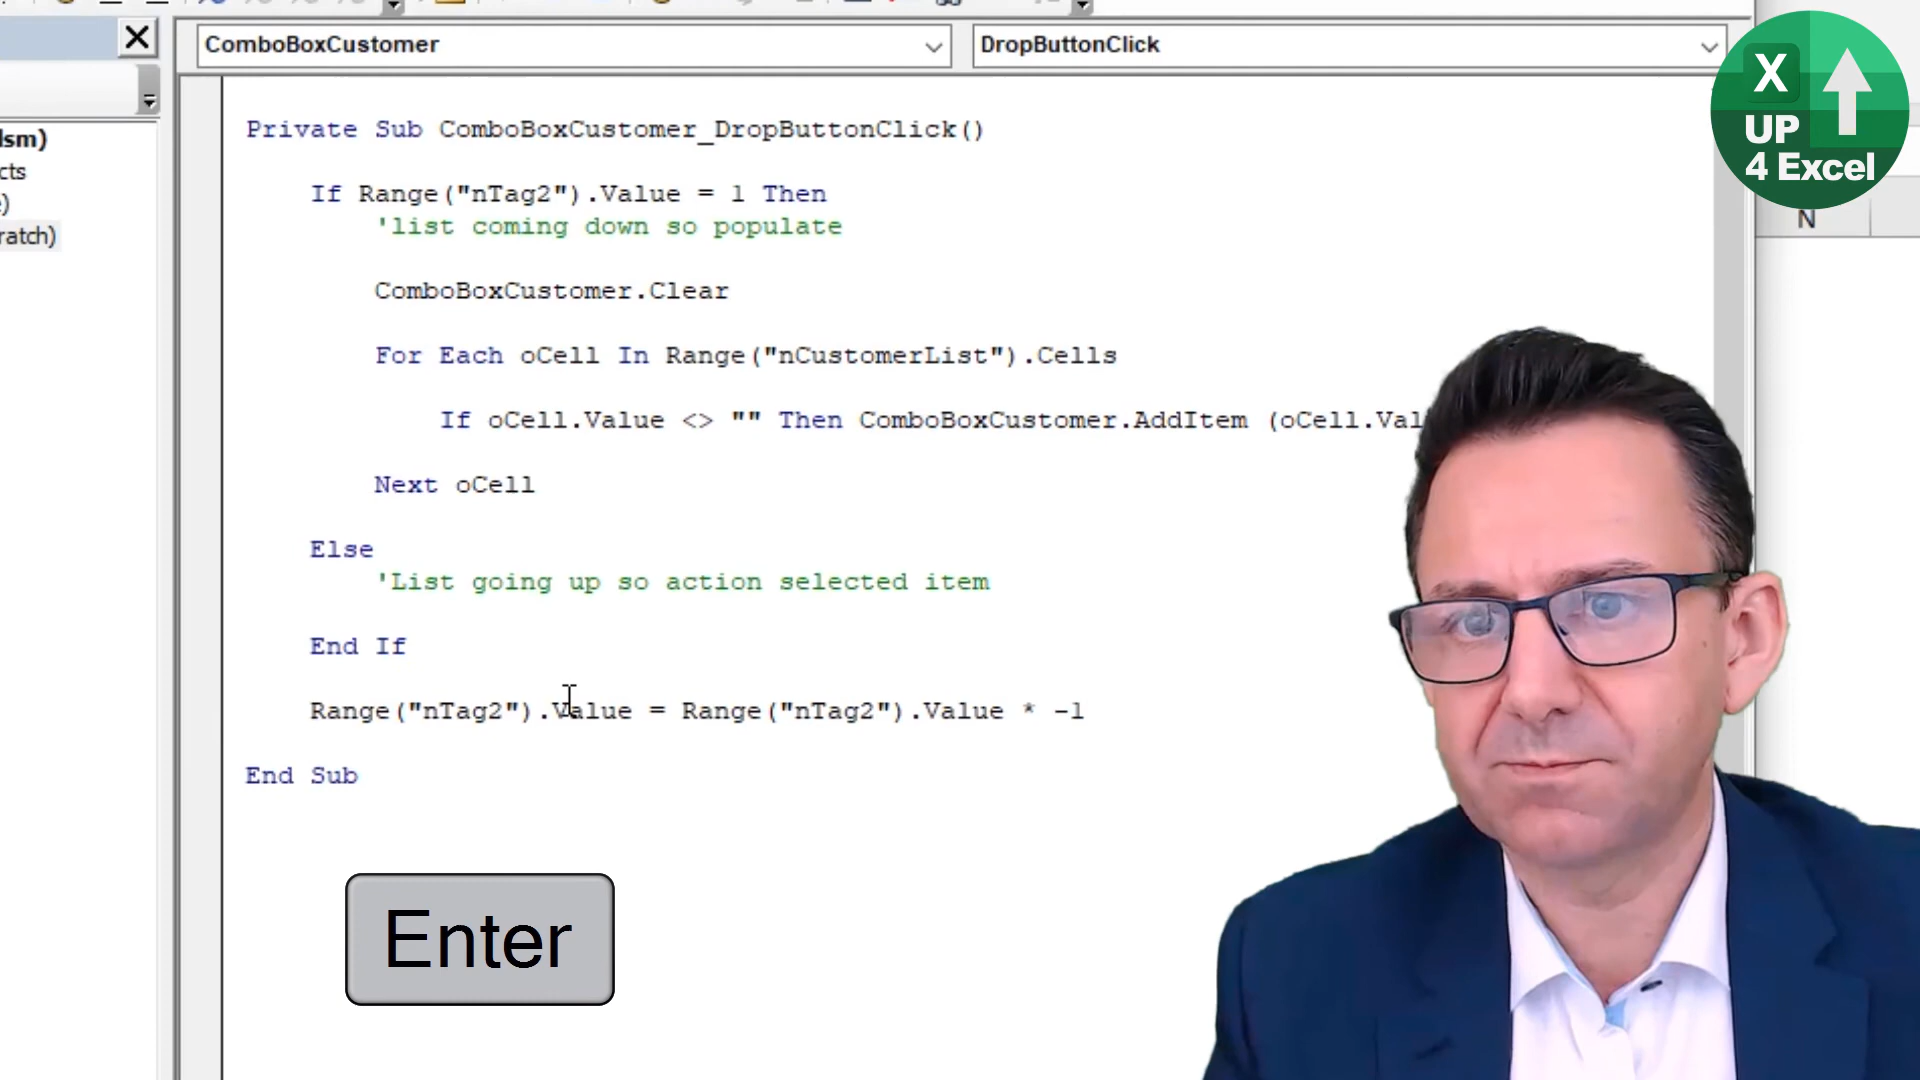 ComboBoxCustomer
DropButtonClick
X
UP
4 Excel
N
lsm)
cts
e)
ratch)
Private Sub ComboBoxCustomer_DropButtonClick()
If Range("nTag2").Value = 1 Then
'list coming down so populate
ComboBoxCustomer.Clear
For Each oCell In Range("nCustomerList").Cells
If oCell.Value <> "" Then ComboBoxCustomer.AddItem (oCell.Val
Next oCell
Else
'List going up so action selected item
End If
Range("nTag2").Value = Range("nTag2").Value * -1
End Sub
Enter